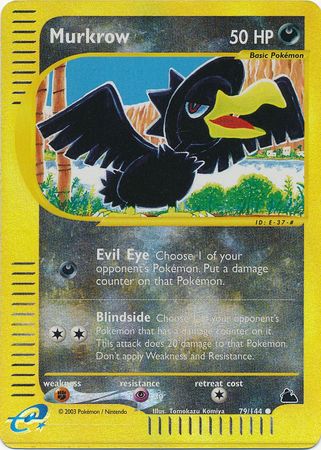 Murkrow
50 HP
Basic Pokémon
ID: E-37-#
Evil Eye Choose 1 of your
opponent's Pokémon. Put a damage
counter on that Pokémon.
Blindside Choose 1 of your opponent's
Pokémon that has a damage counter on it.
This attack does 20 damage to that Pokémon.
Don't apply Weakness and Resistance.
weakness resistance retreat cost
-30
© 2003 Pokémon / Nintendo Illus. Tomokazu Komiya 79/144
e